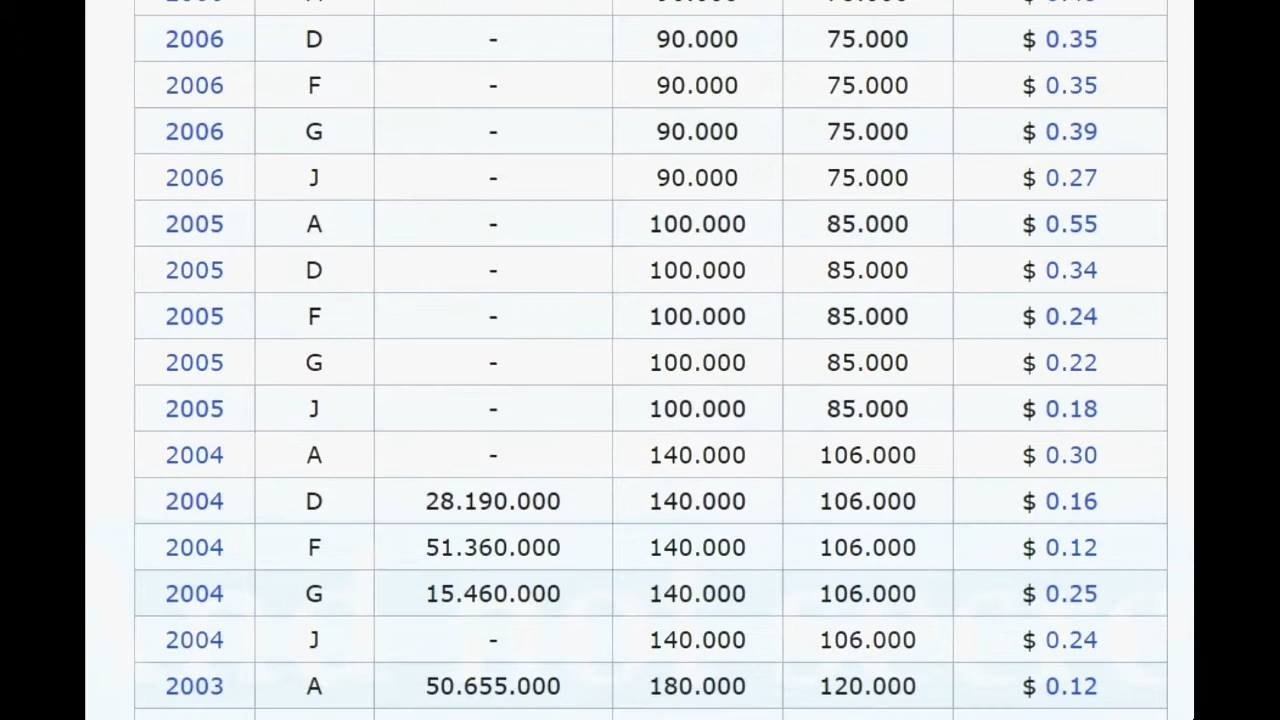 2006 D - 90.000 75.000 $ 0.35
2006 F - 90.000 75.000 $ 0.35
2006 G - 90.000 75.000 $ 0.39
2006 J - 90.000 75.000 $ 0.27
2005 A - 100.000 85.000 $ 0.55
2005 D - 100.000 85.000 $ 0.34
2005 F - 100.000 85.000 $ 0.24
2005 G - 100.000 85.000 $ 0.22
2005 J - 100.000 85.000 $ 0.18
2004 A - 140.000 106.000 $ 0.30
2004 D 28.190.000 140.000 106.000 $ 0.16
2004 F 51.360.000 140.000 106.000 $ 0.12
2004 G 15.460.000 140.000 106.000 $ 0.25
2004 J - 140.000 106.000 $ 0.24
2003 A 50.655.000 180.000 120.000 $ 0.12